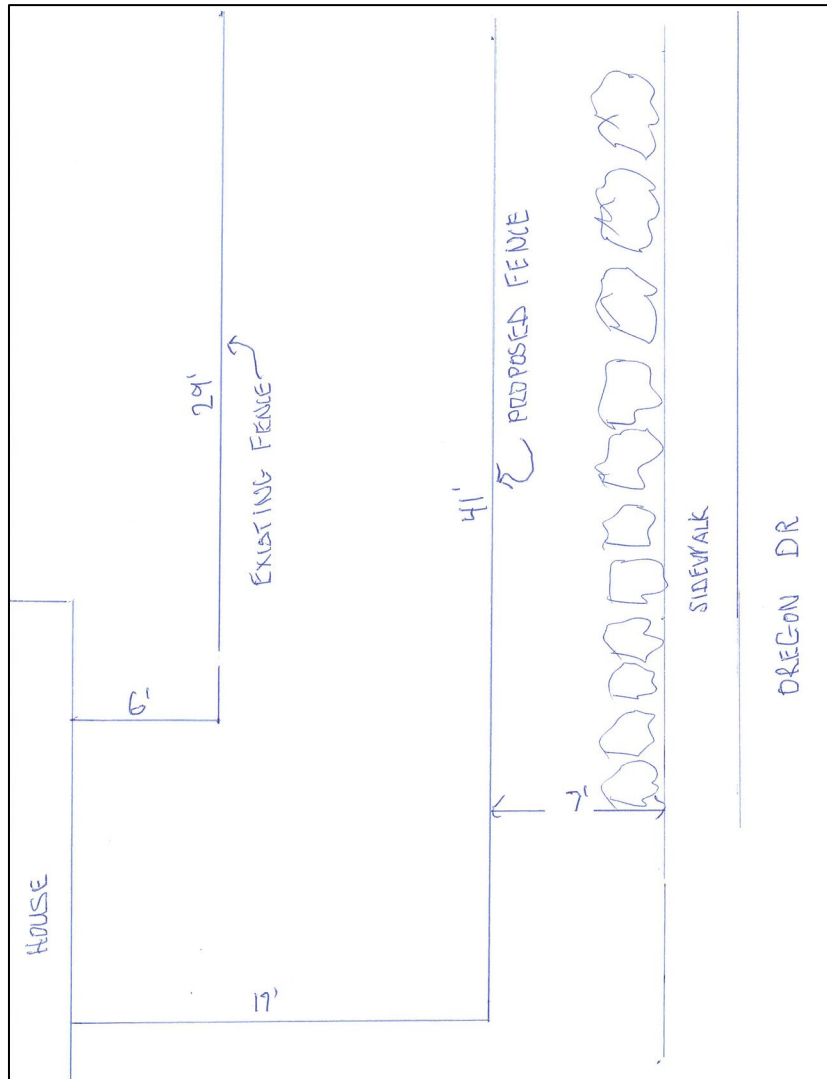 HOUSE
6'
17'
29'
EXISTING FENCE
41'
PROPOSED FENCE
7'
SIDEWALK
OREGON DR